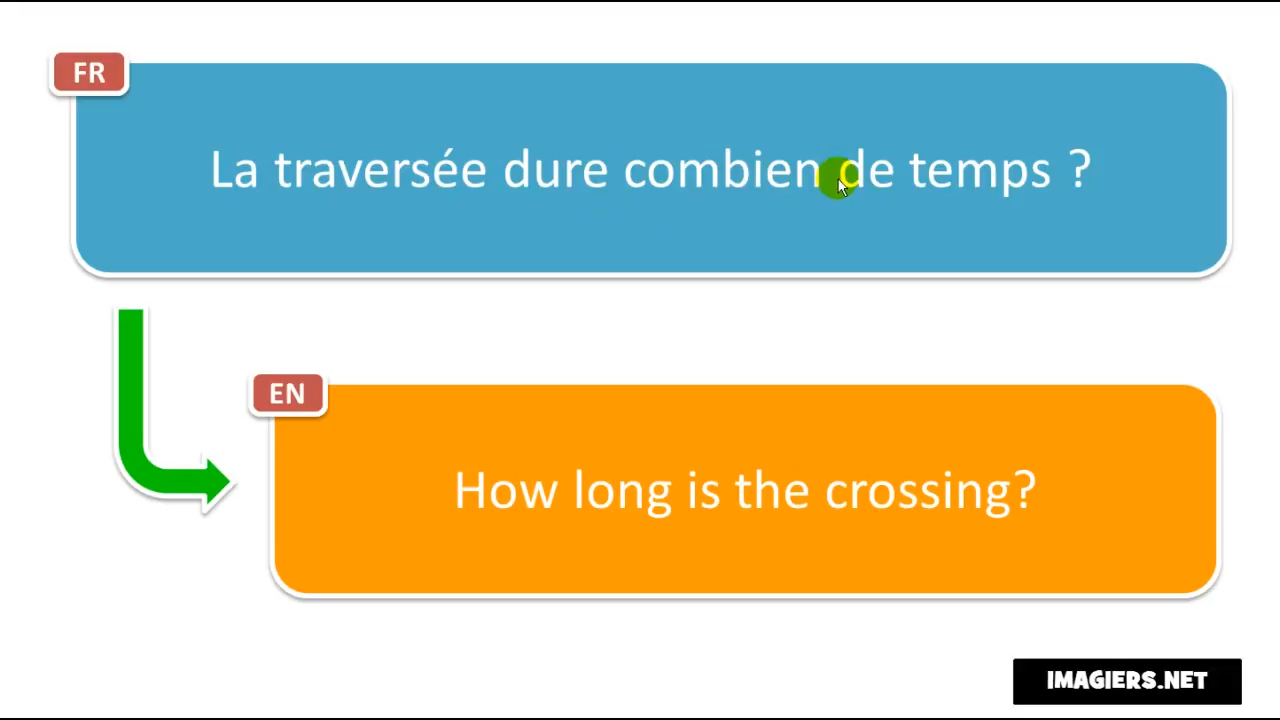 FR
La traversée dure combien de temps ?
EN
How long is the crossing?
IMAGIERS.NET